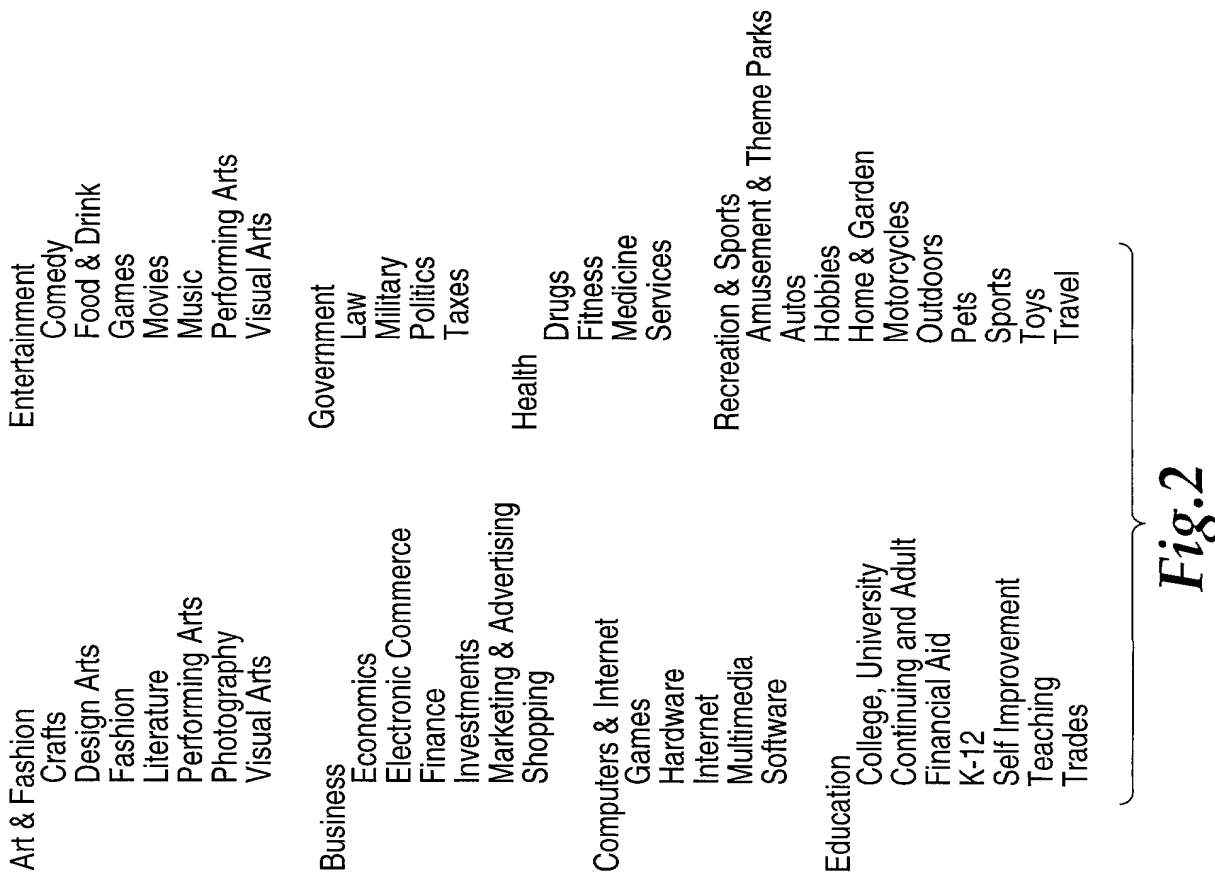 Art & Fashion
Crafts
Design Arts
Fashion
Literature
Performing Arts
Photography
Visual Arts
Business
Economics
Electronic Commerce
Finance
Investments
Marketing & Advertising
Shopping
Computers & Internet
Games
Hardware
Internet
Multimedia
Software
Education
College, University
Continuing and Adult
Financial Aid
K-12
Self Improvement
Teaching
Trades
Entertainment
Comedy
Food & Drink
Games
Movies
Music
Performing Arts
Visual Arts
Government
Law
Military
Politics
Taxes
Health
Drugs
Fitness
Medicine
Services
Recreation & Sports
Amusement & Theme Parks
Autos
Hobbies
Home & Garden
Motorcycles
Outdoors
Pets
Sports
Toys
Travel
Fig.2